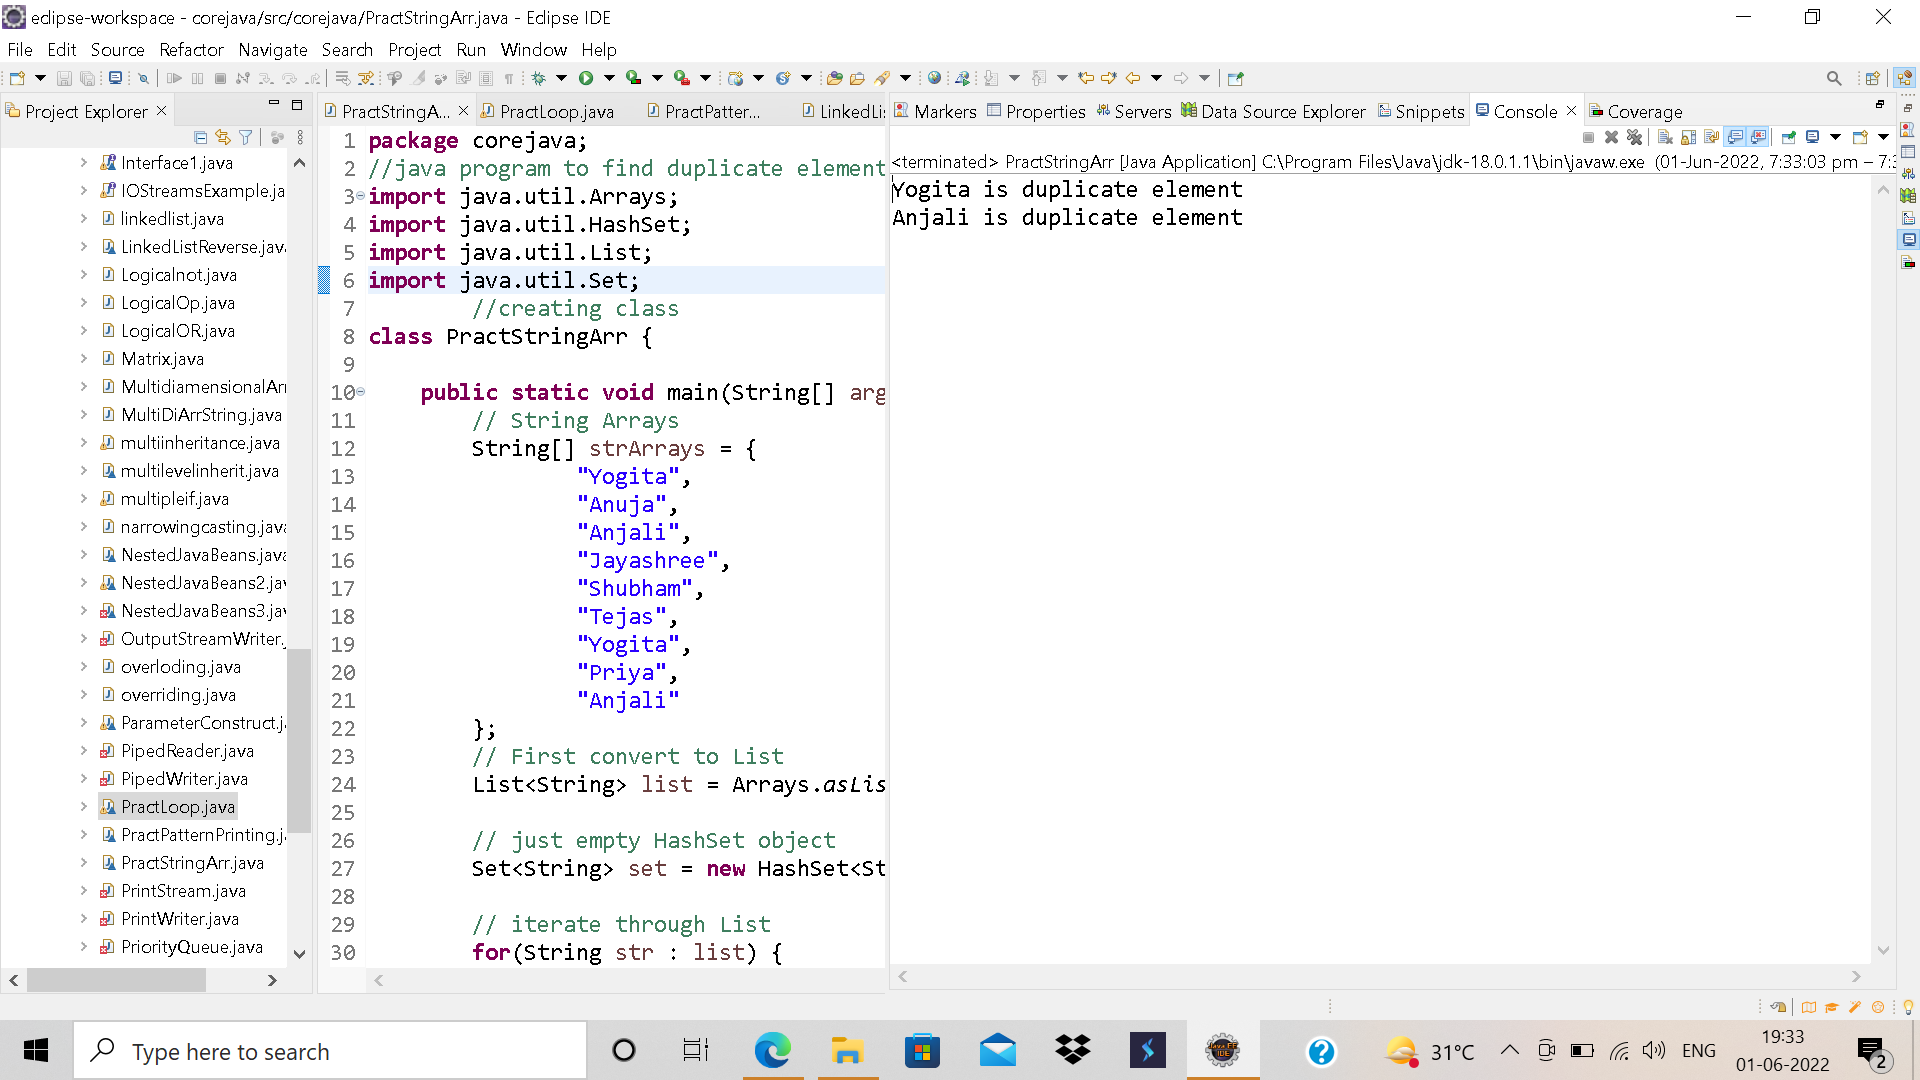 eclipse-workspace - corejava/src/corejava/PractStringArr.java - Eclipse IDE
File Edit Source Refactor Navigate Search Project Run Window Help
Project Explorer
Interface1.java
IOStreamsExample.ja
linkedlist.java
LinkedListReverse.java
Logicalnot.java
LogicalOp.java
LogicalOR.java
Matrix.java
MultidiamensionalArr
MultiDiArrString.java
multiinheritance.java
multilevelinherit.java
multipleif.java
narrowingcasting.java
NestedJavaBeans.java
NestedJavaBeans2.jav
NestedJavaBeans3.jav
OutputStreamWriter.
overloding.java
overriding.java
ParameterConstruct.j
PipedReader.java
PipedWriter.java
PractLoop.java
PractPatternPrinting.j
PractStringArr.java
PrintStream.java
PrintWriter.java
PriorityQueue.java
PractStringA... PractLoop.java PractPatter... LinkedLi
1 package corejava;
2 //java program to find duplicate element
3 import java.util.Arrays;
4 import java.util.HashSet;
5 import java.util.List;
6 import java.util.Set;
7 //creating class
8 class PractStringArr {
9
10 public static void main(String[] arg
11 // String Arrays
12 String[] strArrays = {
13 "Yogita",
14 "Anuja",
15 "Anjali",
16 "Jayashree",
17 "Shubham",
18 "Tejas",
19 "Yogita",
20 "Priya",
21 "Anjali"
22 };
23 // First convert to List
24 List<String> list = Arrays.asLis
25
26 // just empty HashSet object
27 Set<String> set = new HashSet<St
28
29 // iterate through List
30 for(String str : list) {
Markers Properties Servers Data Source Explorer Snippets Console Coverage
<terminated> PractStringArr [Java Application] C:\Program Files\Java\jdk-18.0.1.1\bin\javaw.exe (01-Jun-2022, 7:33:03 pm – 7:3
Yogita is duplicate element
Anjali is duplicate element
Type here to search
31°C
ENG
19:33
01-06-2022
2